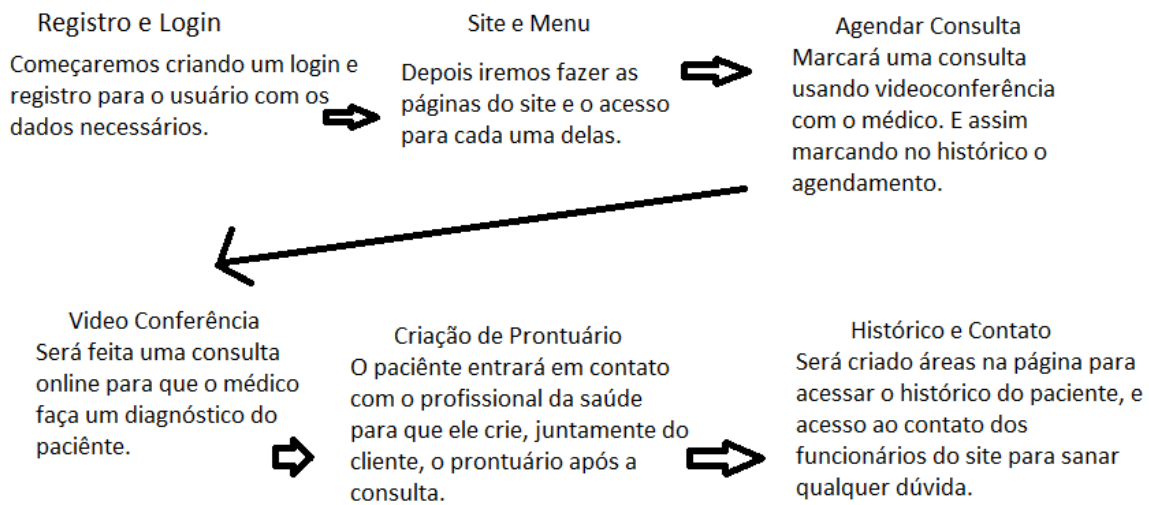 Registro e Login
Começaremos criando um login e
registro para o usuário com os
dados necessários.
Site e Menu
Depois iremos fazer as
páginas do site e o acesso
para cada uma delas.
Agendar Consulta
Marcará uma consulta
usando videoconferência
com o médico. E assim
marcando no histórico o
agendamento.
Video Conferência
Será feita uma consulta
online para que o médico
faça um diagnóstico do
paciênte.
Criação de Prontuário
O paciênte entrará em contato
com o profissional da saúde
para que ele crie, juntamente do
cliente, o prontuário após a
consulta.
Histórico e Contato
Será criado áreas na página para
acessar o histórico do paciente, e
acesso ao contato dos
funcionários do site para sanar
qualquer dúvida.